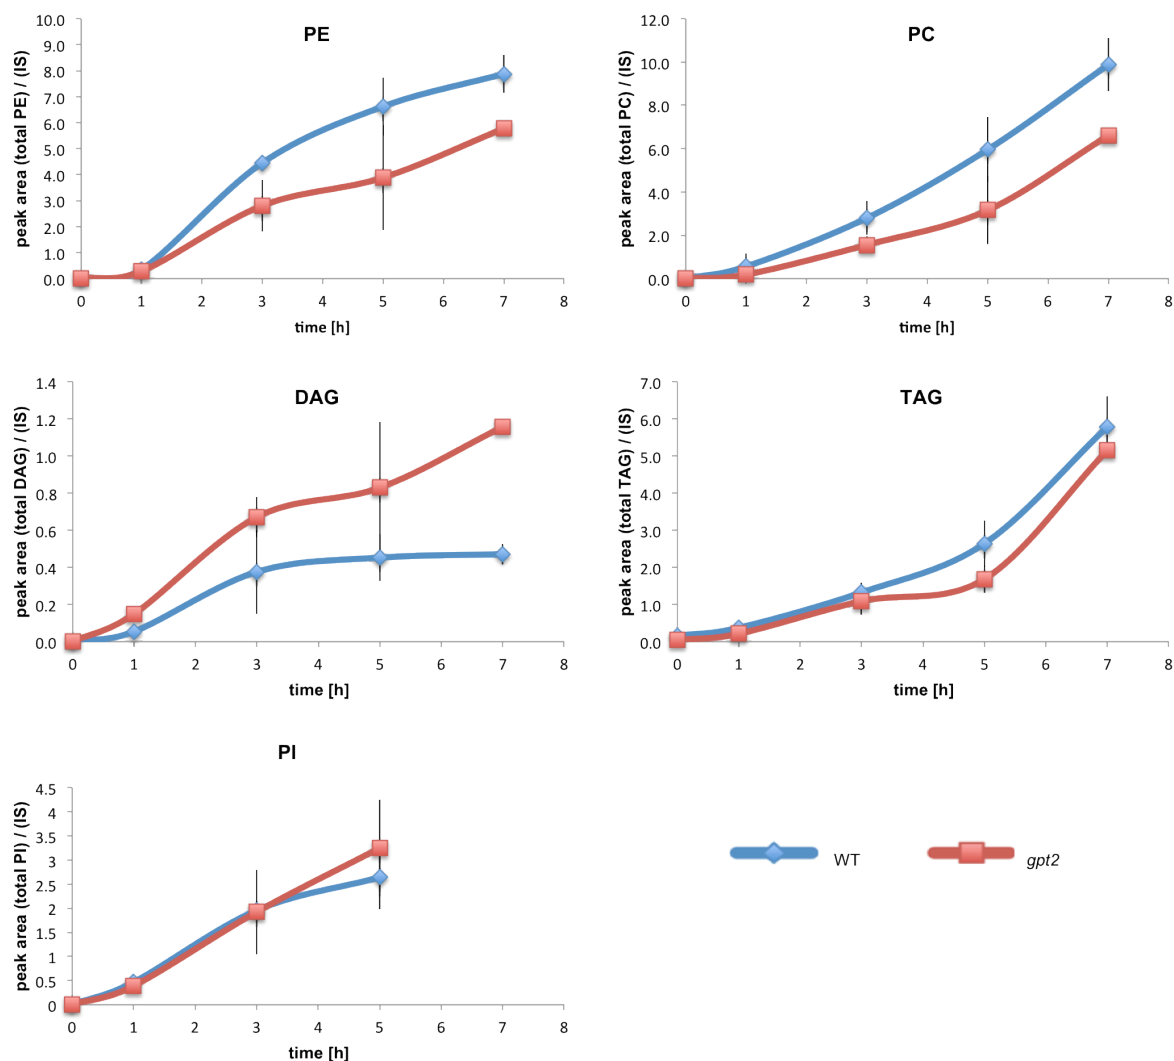 PE
peak area (total PE) / (IS)
10.0
9.0
8.0
7.0
6.0
5.0
4.0
3.0
2.0
1.0
0.0
0 1 2 3 4 5 6 7 8
time [h]
PC
peak area (total PC) / (IS)
12.0
10.0
8.0
6.0
4.0
2.0
0.0
0 1 2 3 4 5 6 7 8
time [h]
DAG
peak area (total DAG) / (IS)
1.4
1.2
1.0
0.8
0.6
0.4
0.2
0.0
0 1 2 3 4 5 6 7 8
time [h]
TAG
peak area (total TAG) / (IS)
7.0
6.0
5.0
4.0
3.0
2.0
1.0
0.0
0 1 2 3 4 5 6 7 8
time [h]
PI
peak area (total PI) / (IS)
4.5
4
3.5
3
2.5
2
1.5
1
0.5
0
0 1 2 3 4 5 6 7 8
time [h]
WT
gpt2